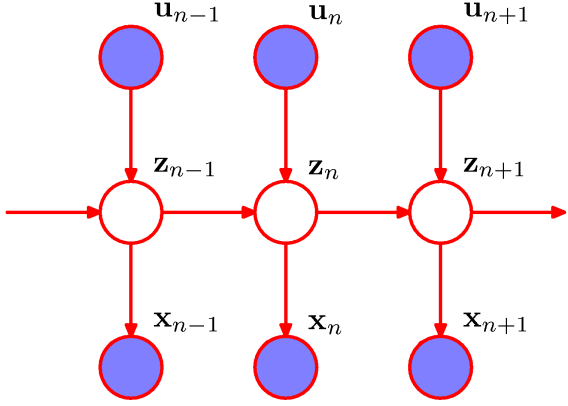 u_{n−1} u_n u_{n+1}
z_{n−1} z_n z_{n+1}
x_{n−1} x_n x_{n+1}